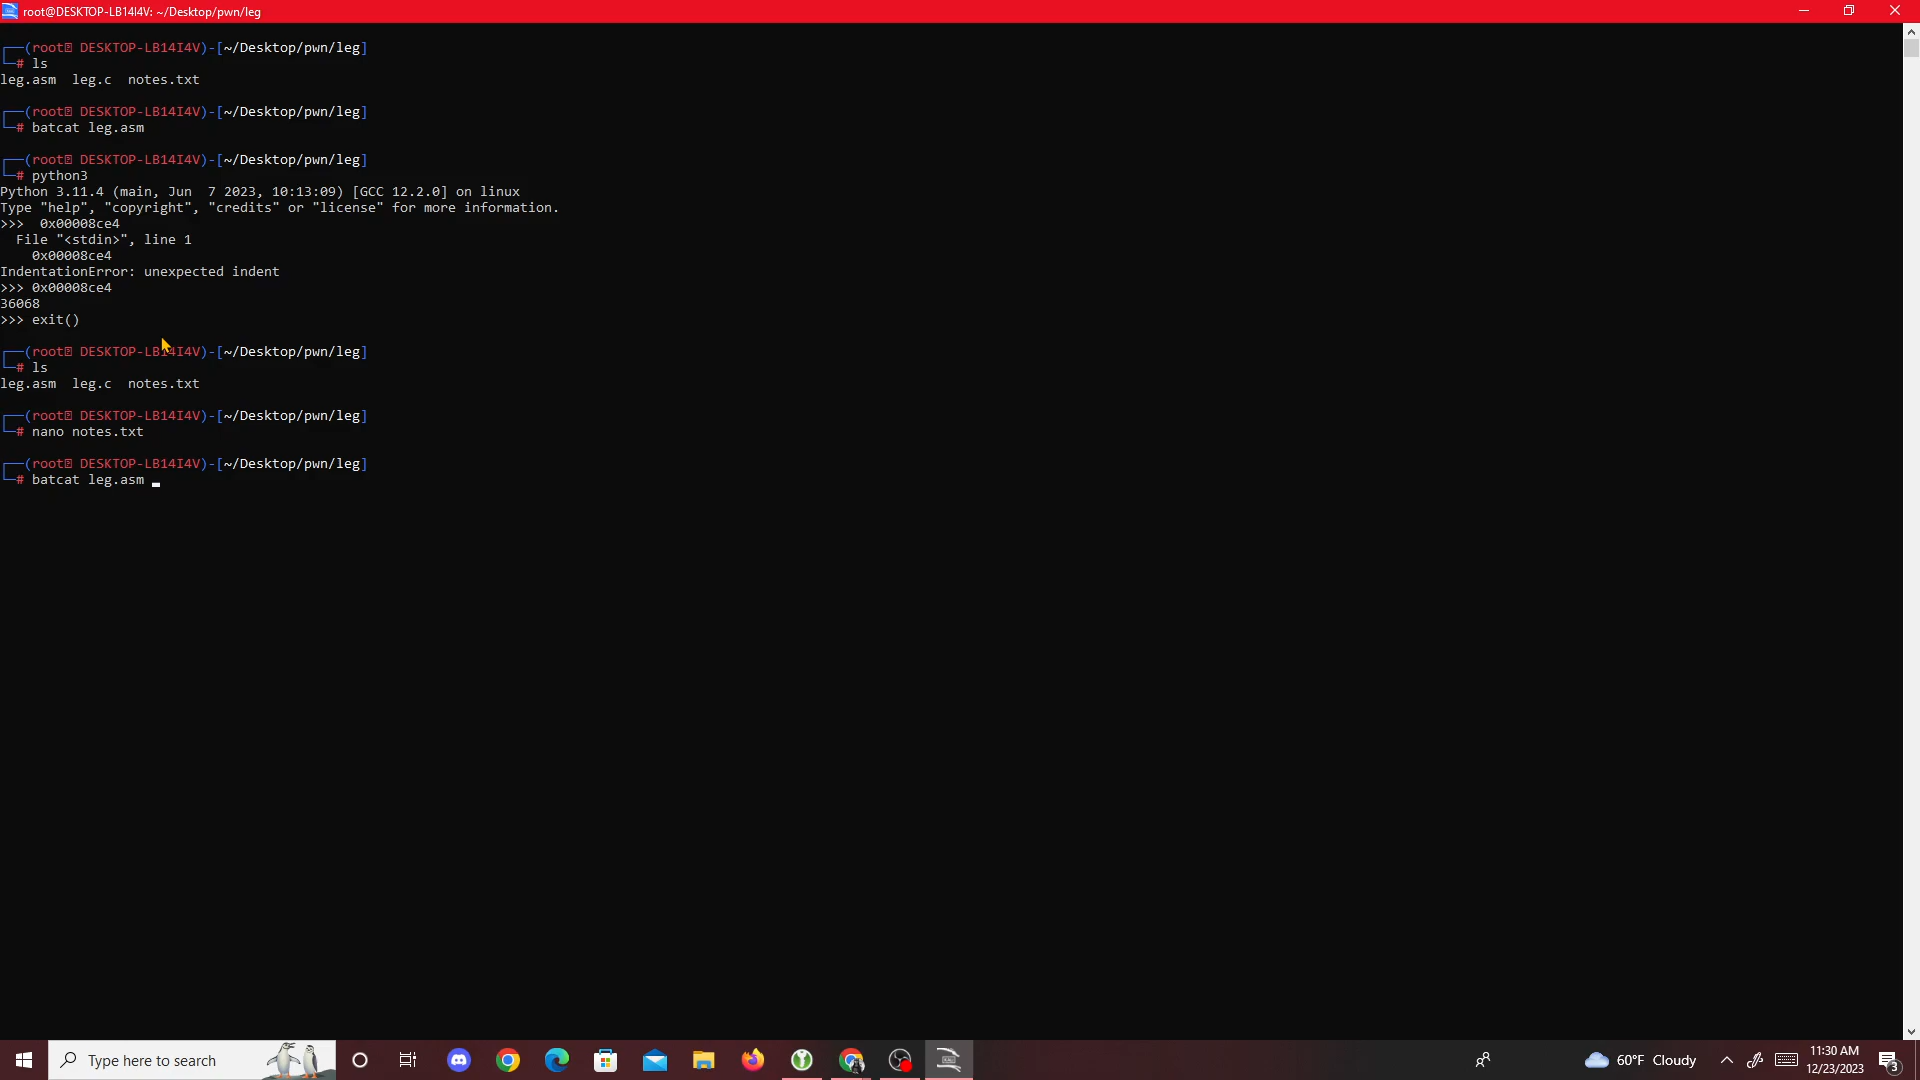 root@DESKTOP-LB14I4V: ~/Desktop/pwn/leg
┌──(root㉿ DESKTOP-LB14I4V)-[~/Desktop/pwn/leg]
└─# ls
leg.asm  leg.c  notes.txt
┌──(root㉿ DESKTOP-LB14I4V)-[~/Desktop/pwn/leg]
└─# batcat leg.asm
┌──(root㉿ DESKTOP-LB14I4V)-[~/Desktop/pwn/leg]
└─# python3
Python 3.11.4 (main, Jun  7 2023, 10:13:09) [GCC 12.2.0] on linux
Type "help", "copyright", "credits" or "license" for more information.
>>>  0x00008ce4
  File "<stdin>", line 1
    0x00008ce4
IndentationError: unexpected indent
>>> 0x00008ce4
36068
>>> exit()
┌──(root㉿ DESKTOP-LB14I4V)-[~/Desktop/pwn/leg]
└─# ls
leg.asm  leg.c  notes.txt
┌──(root㉿ DESKTOP-LB14I4V)-[~/Desktop/pwn/leg]
└─# nano notes.txt
┌──(root㉿ DESKTOP-LB14I4V)-[~/Desktop/pwn/leg]
└─# batcat leg.asm
Type here to search
60°F Cloudy
11:30 AM
12/23/2023
3